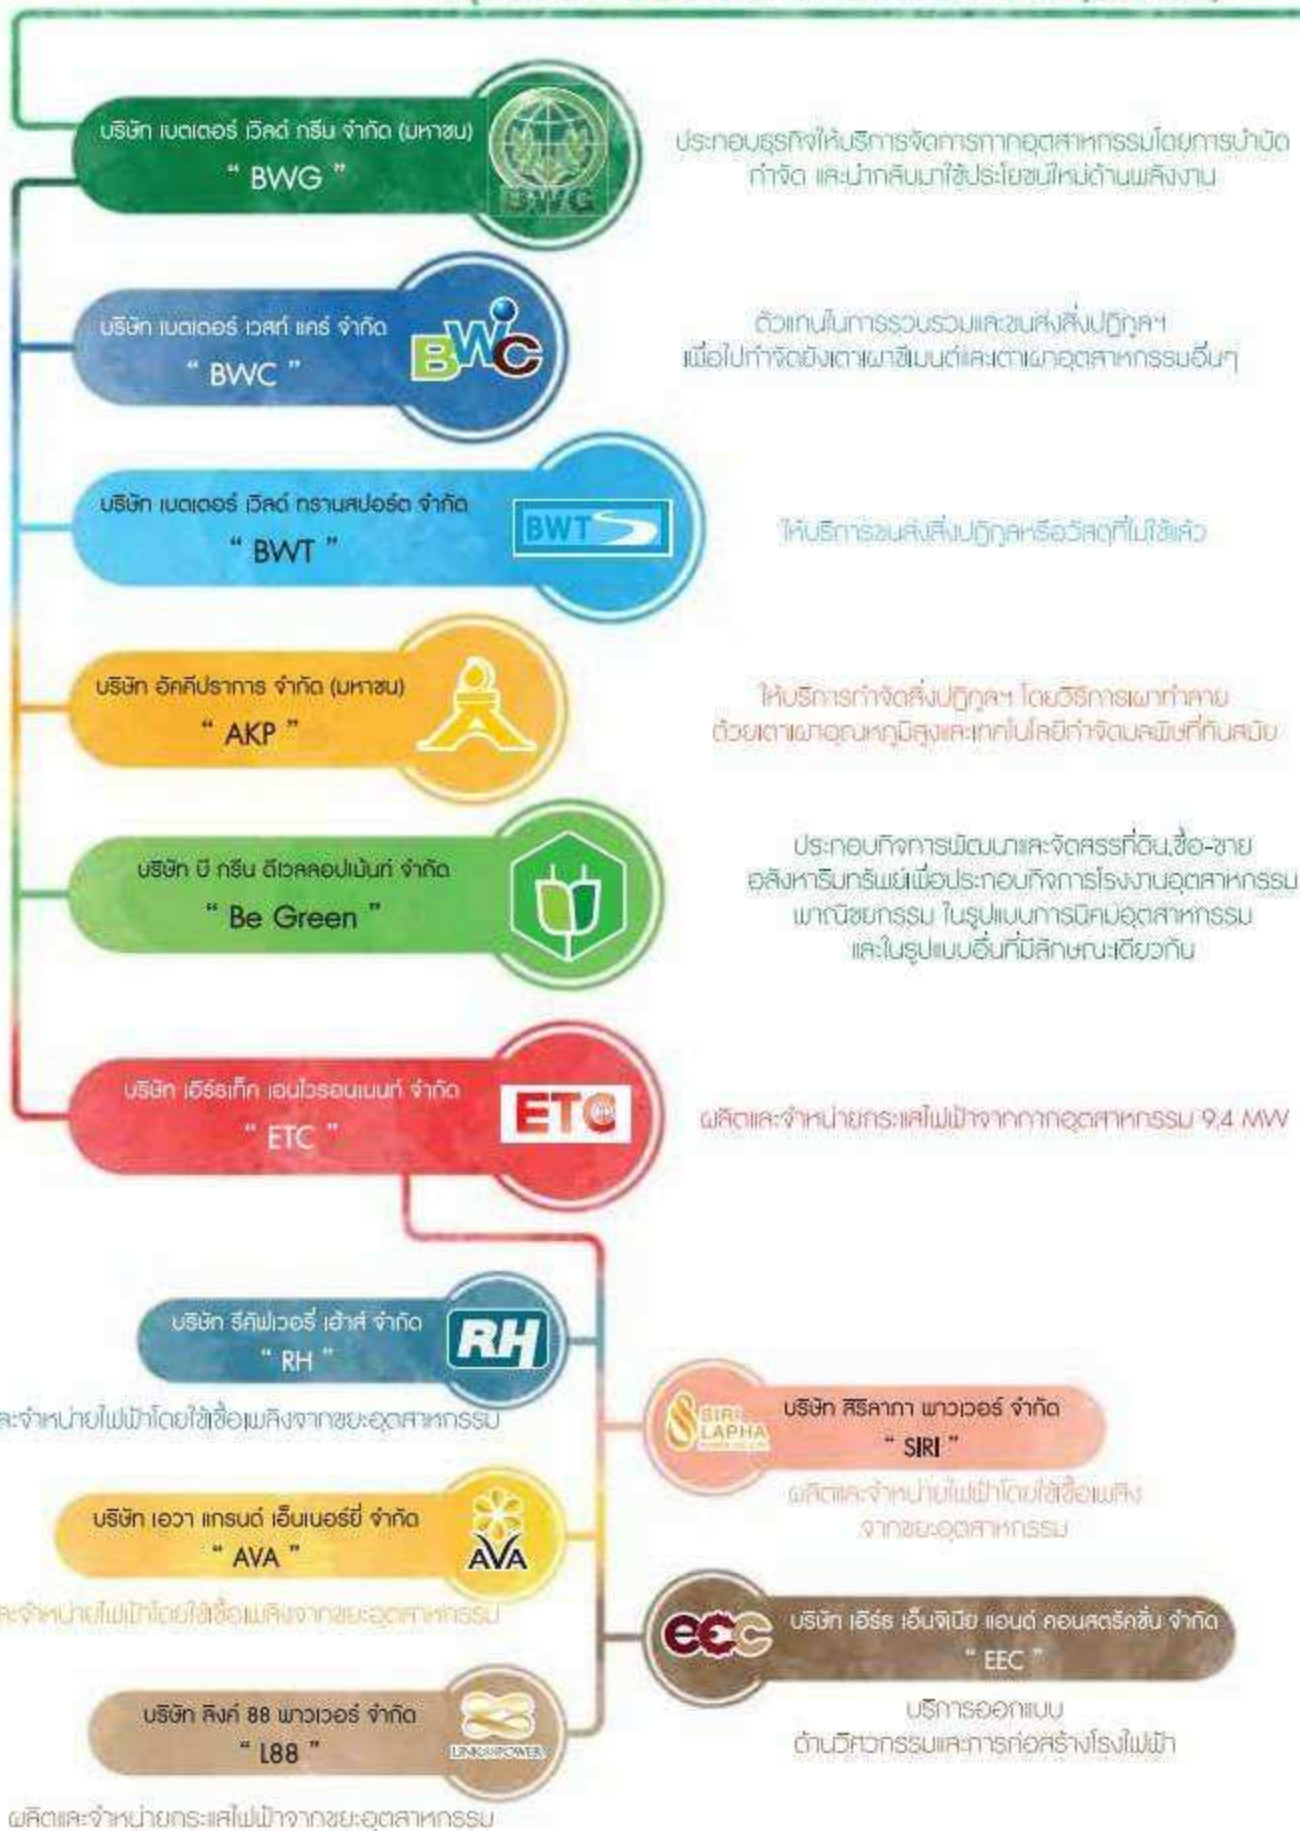 บริษัท เบตเตอร์ เวิลด์ กรีน จำกัด (มหาชน)
“ BWG ”
BWG
ประกอบธุรกิจให้บริการจัดการกากอุตสาหกรรมโดยการบำบัด
กำจัด และนำกลับมาใช้ประโยชน์ใหม่ด้านพลังงาน
บริษัท เบตเตอร์ เวสท์ แคร์ จำกัด
“ BWC ”
BWC
ตัวแทนในการรวบรวมและขนส่งสิ่งปฏิกูลฯ
เพื่อไปกำจัดยังเตาเผาซีเมนต์และเตาเผาอุตสาหกรรมอื่นๆ
บริษัท เบตเตอร์ เวิลด์ ทรานสปอร์ต จำกัด
“ BWT ”
BWT
ให้บริการขนส่งสิ่งปฏิกูลหรือวัสดุที่ไม่ใช้แล้ว
บริษัท อัคคีปราการ จำกัด (มหาชน)
“ AKP ”
ให้บริการกำจัดสิ่งปฏิกูลฯ โดยวิธีการเผาทำลาย
ด้วยเตาเผาอุณหภูมิสูงและเทคโนโลยีกำจัดมลพิษที่ทันสมัย
บริษัท บี กรีน ดีเวลลอปเม้นท์ จำกัด
“ Be Green ”
ประกอบกิจการพัฒนาและจัดสรรที่ดิน,ซื้อ-ขาย
อสังหาริมทรัพย์เพื่อประกอบกิจการโรงงานอุตสาหกรรม
พาณิชยกรรม ในรูปแบบการนิคมอุตสาหกรรม
และในรูปแบบอื่นที่มีลักษณะเดียวกัน
บริษัท เอิร์ธเท็ค เอนไวรอนเมนท์ จำกัด
“ ETC ”
ETC
ผลิตและจำหน่ายกระแสไฟฟ้าจากกากอุตสาหกรรม 9.4 MW
บริษัท รีคัฟเวอรี่ เฮ้าส์ จำกัด
“ RH ”
RH
ละจำหน่ายไฟฟ้าโดยใช้เชื้อเพลิงจากขยะอุตสาหกรรม
SIRI
LAPHA
บริษัท สิริลาภา พาวเวอร์ จำกัด
“ SIRI ”
ผลิตและจำหน่ายไฟฟ้าโดยใช้เชื้อเพลิง
จากขยะอุตสาหกรรม
บริษัท เอวา แกรนด์ เอ็นเนอร์ยี่ จำกัด
“ AVA ”
AVA
ละจำหน่ายไฟฟ้าโดยใช้เชื้อเพลิงจากขยะอุตสาหกรรม
eec
บริษัท เอิร์ธ เอ็นจิเนีย แอนด์ คอนสตรัคชั่น จำกัด
“ EEC ”
บริการออกแบบ
ด้านวิศวกรรมและการก่อสร้างโรงไฟฟ้า
บริษัท ลิงค์ 88 พาวเวอร์ จำกัด
“ L88 ”
ผลิตและจำหน่ายกระแสไฟฟ้าจากขยะอุตสาหกรรม